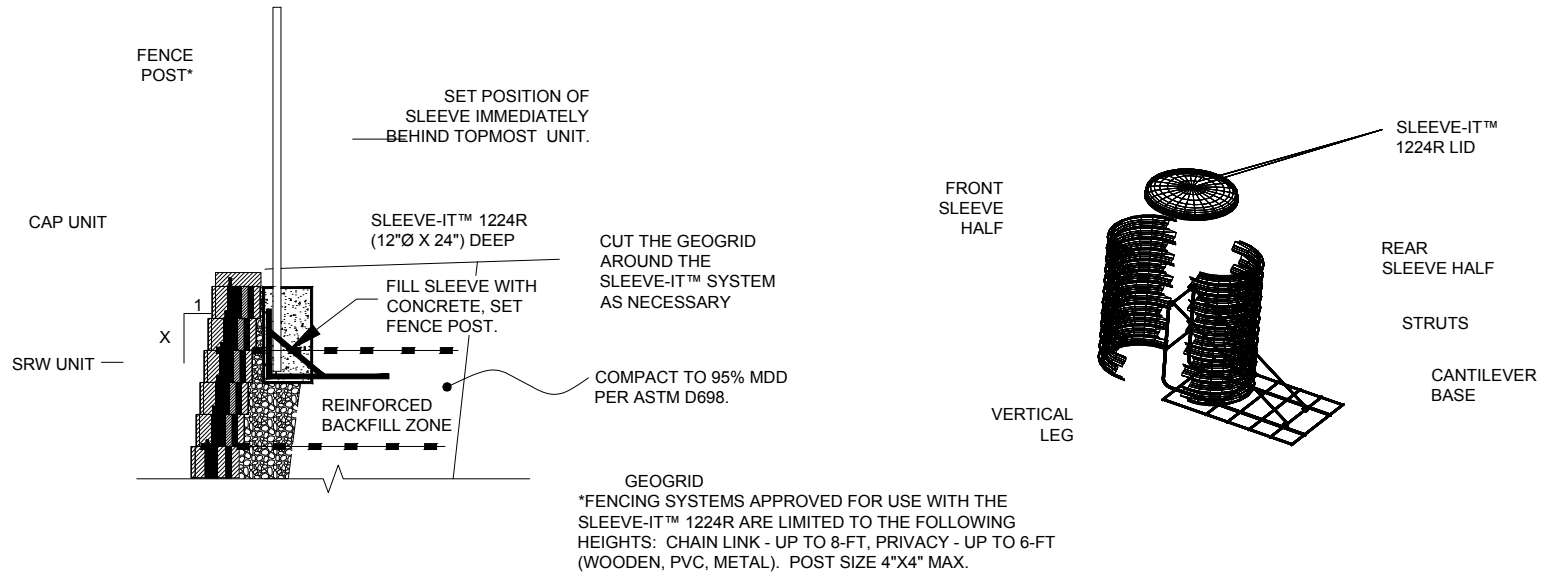 FENCE
POST*
SET POSITION OF
SLEEVE IMMEDIATELY
BEHIND TOPMOST UNIT.
CAP UNIT
SLEEVE-IT™ 1224R
(12"Ø X 24") DEEP
CUT THE GEOGRID
AROUND THE
SLEEVE-IT™ SYSTEM
AS NECESSARY
FILL SLEEVE WITH
CONCRETE, SET
FENCE POST.
1
X
SRW UNIT
COMPACT TO 95% MDD
PER ASTM D698.
REINFORCED
BACKFILL ZONE
GEOGRID
*FENCING SYSTEMS APPROVED FOR USE WITH THE
SLEEVE-IT™ 1224R ARE LIMITED TO THE FOLLOWING
HEIGHTS: CHAIN LINK - UP TO 8-FT, PRIVACY - UP TO 6-FT
(WOODEN, PVC, METAL). POST SIZE 4"X4" MAX.
SLEEVE-IT™
1224R LID
FRONT
SLEEVE
HALF
REAR
SLEEVE HALF
STRUTS
CANTILEVER
BASE
VERTICAL
LEG